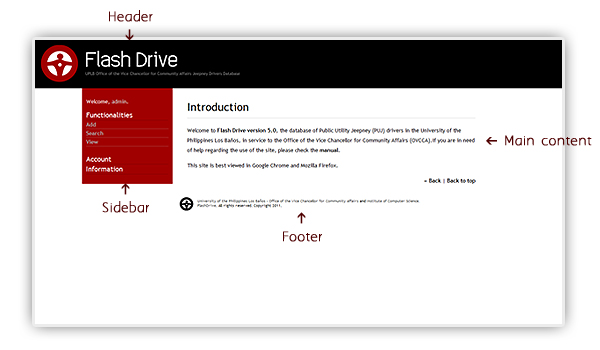 Header
Flash Drive
UPLB Office of the Vice Chancellor for Community Affairs Jeepney Drivers Database
Welcome, admin.
Functionalities
Add
Search
View
Account
Information
Sidebar
Introduction
Welcome to Flash Drive version 5.0, the database of Public Utility Jeepney (PUJ) drivers in the University of the
Philippines Los Baños, in service to the Office of the Vice Chancellor for Community Affairs (OVCCA).If you are in need
of help regarding the use of the site, please check the manual.
This site is best viewed in Google Chrome and Mozilla Firefox.
« Back | Back to top
Main content
University of the Philippines Los Baños - Office of the Vice Chancellor for Community Affairs and Institute of Computer Science.
FlashDrive. All rights reserved. Copyright 2011.
Footer